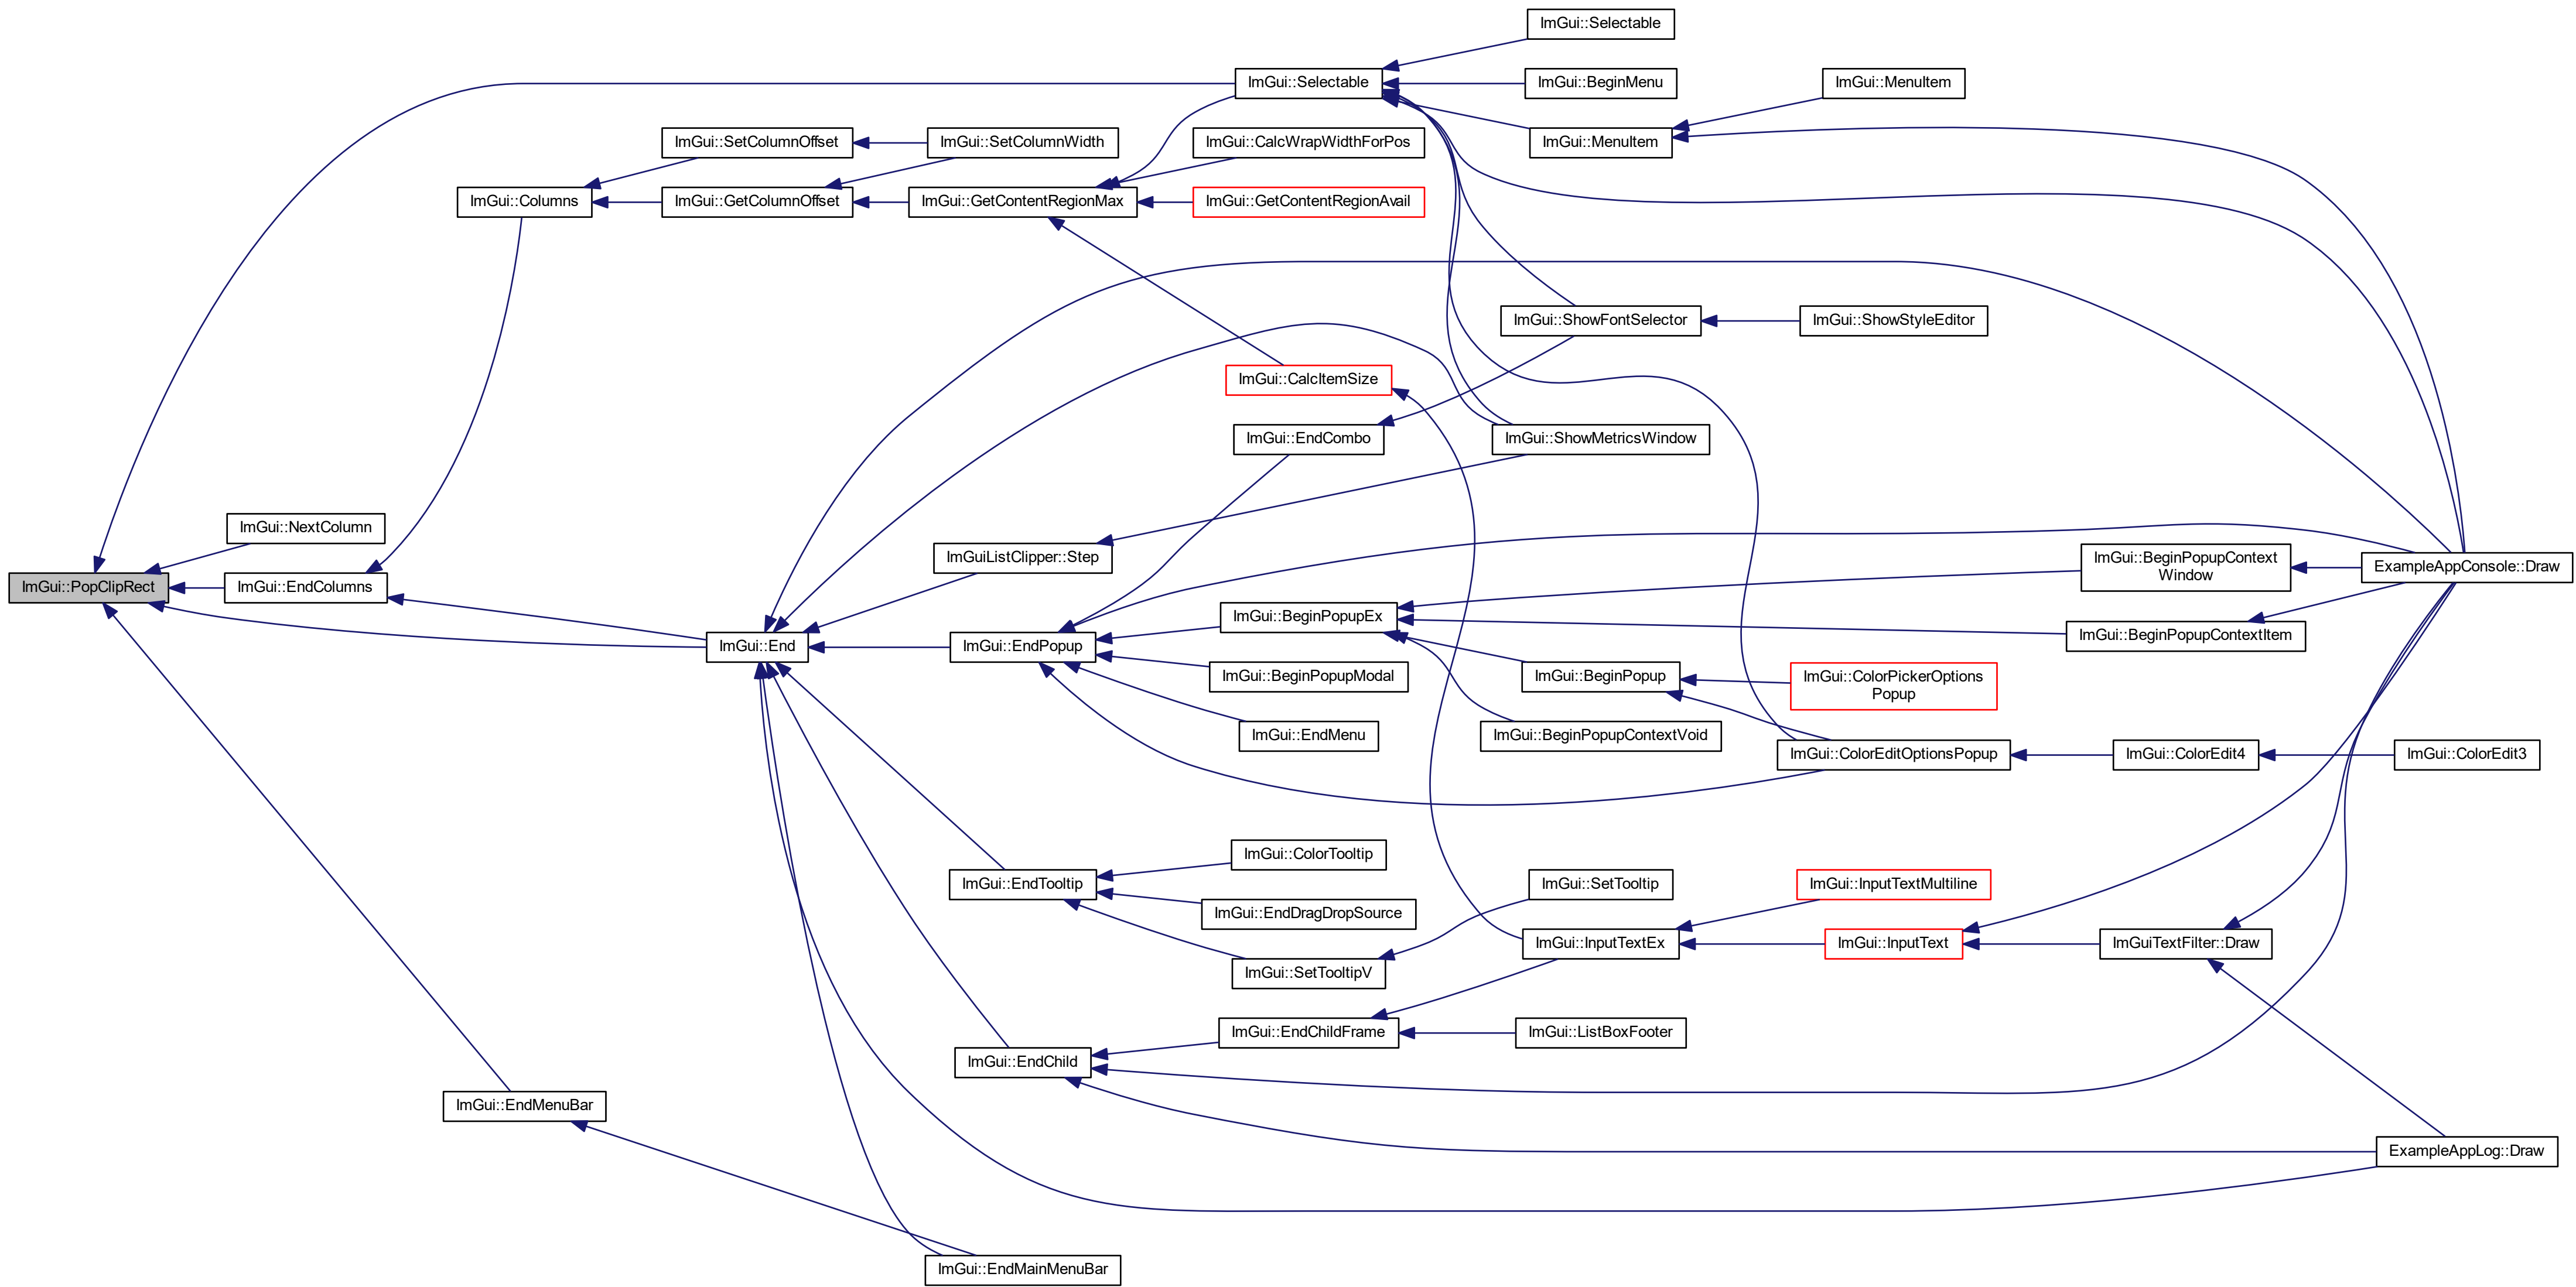 ImGui::Selectable
ImGui::Selectable
ImGui::BeginMenu
ImGui::MenuItem
ImGui::SetColumnOffset
ImGui::SetColumnWidth
ImGui::CalcWrapWidthForPos
ImGui::MenuItem
ImGui::Columns
ImGui::GetColumnOffset
ImGui::GetContentRegionMax
ImGui::GetContentRegionAvail
ImGui::ShowFontSelector
ImGui::ShowStyleEditor
ImGui::CalcItemSize
ImGui::EndCombo
ImGui::ShowMetricsWindow
ImGui::NextColumn
ImGuiListClipper::Step
ImGui::BeginPopupContext
Window
ExampleAppConsole::Draw
ImGui::PopClipRect
ImGui::EndColumns
ImGui::BeginPopupEx
ImGui::BeginPopupContextItem
ImGui::End
ImGui::EndPopup
ImGui::BeginPopupModal
ImGui::BeginPopup
ImGui::ColorPickerOptions
Popup
ImGui::EndMenu
ImGui::BeginPopupContextVoid
ImGui::ColorEditOptionsPopup
ImGui::ColorEdit4
ImGui::ColorEdit3
ImGui::ColorTooltip
ImGui::EndTooltip
ImGui::SetTooltip
ImGui::InputTextMultiline
ImGui::EndDragDropSource
ImGui::InputTextEx
ImGui::InputText
ImGuiTextFilter::Draw
ImGui::SetTooltipV
ImGui::EndChildFrame
ImGui::ListBoxFooter
ImGui::EndChild
ImGui::EndMenuBar
ExampleAppLog::Draw
ImGui::EndMainMenuBar